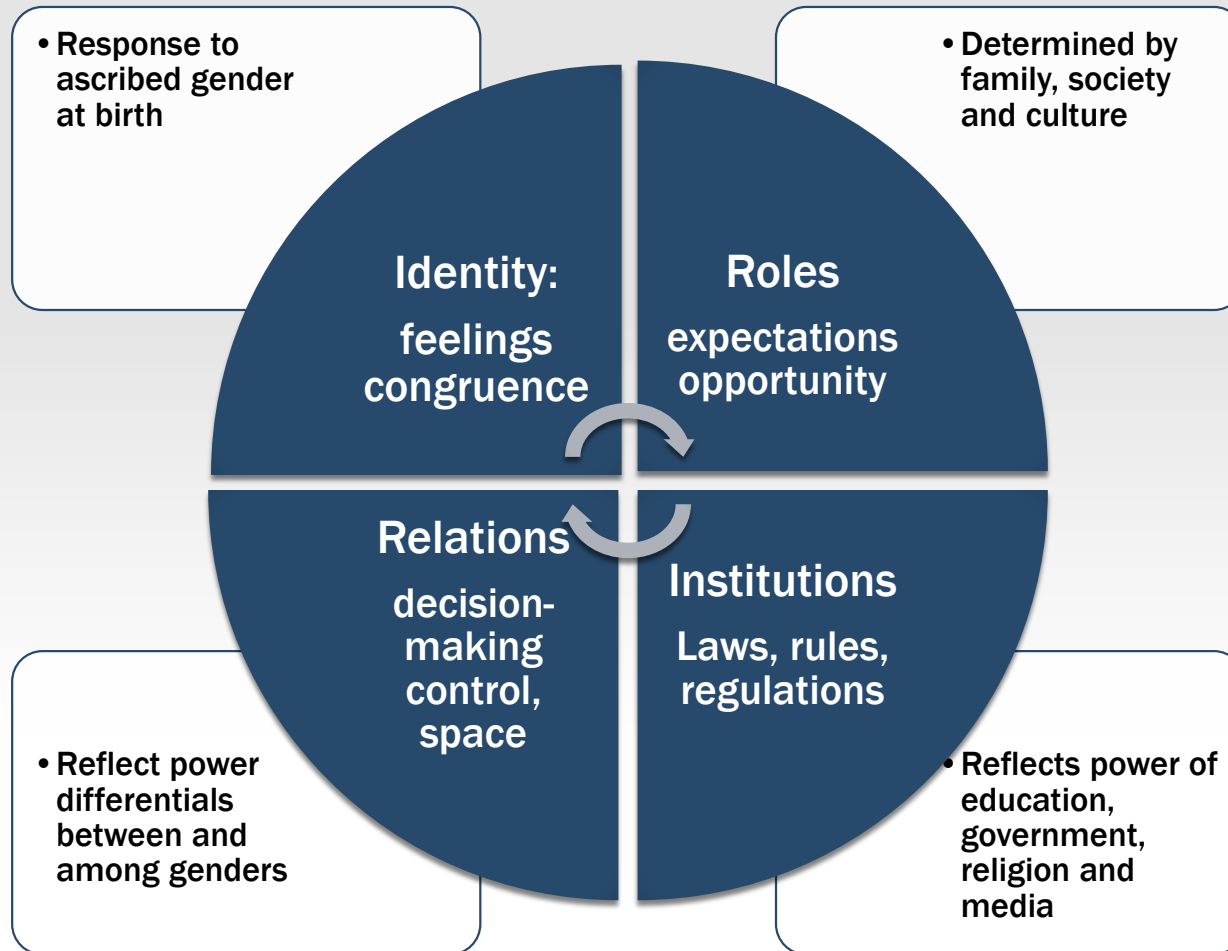 • Response to
ascribed gender
at birth
• Determined by
family, society
and culture
Identity:
feelings
congruence
Roles
expectations
opportunity
Relations
decision-
making
control,
space
Institutions
Laws, rules,
regulations
• Reflect power
differentials
between and
among genders
• Reflects power of
education,
government,
religion and
media